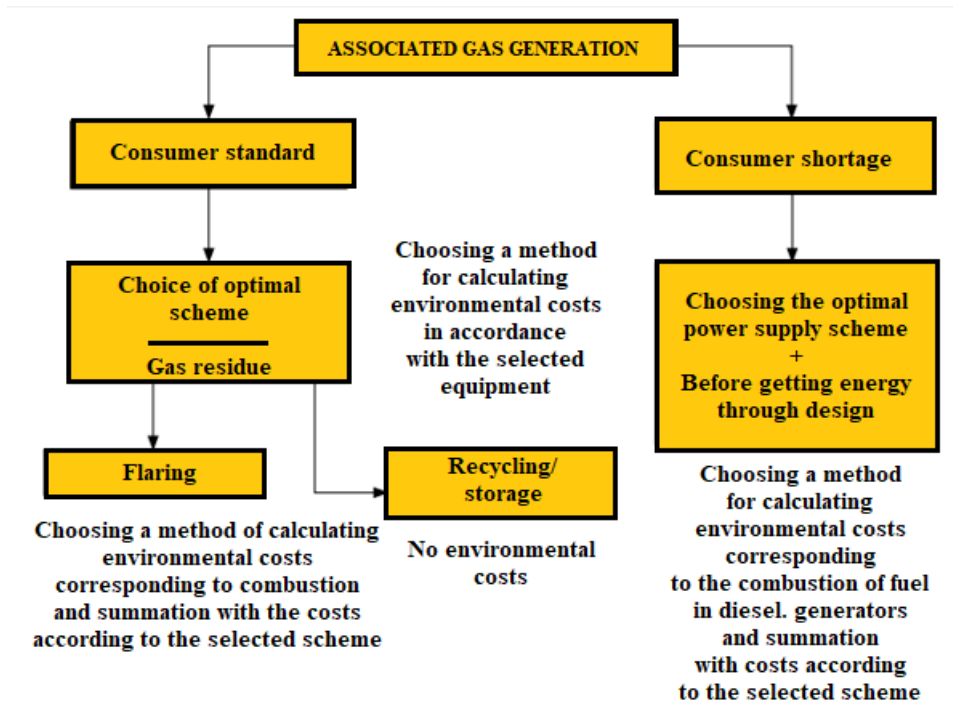 ASSOCIATED GAS GENERATION
Consumer standard
Consumer shortage
Choice of optimal
scheme
Gas residue
Choosing a method
for calculating
environmental costs
in accordance
with the selected
equipment
Choosing the optimal
power supply scheme
+
Before getting energy
through design
Flaring
Recycling/
storage
Choosing a method of calculating
environmental costs
corresponding to combustion
and summation with the costs
according to the selected scheme
No environmental
costs
Choosing a method
for calculating
environmental costs
corresponding
to the combustion of fuel
in diesel. generators
and summation
with costs according
to the selected scheme